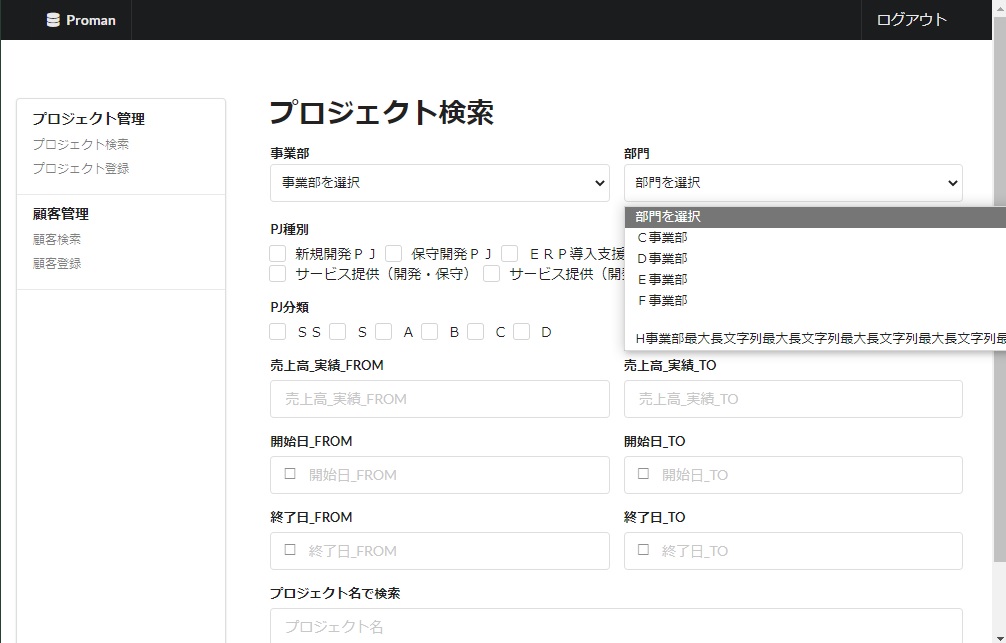 Proman
ログアウト
プロジェクト管理
プロジェクト検索
プロジェクト登録
顧客管理
顧客検索
顧客登録
プロジェクト検索
事業部
事業部を選択
部門
部門を選択
部門を選択
Ｃ事業部
Ｄ事業部
Ｅ事業部
Ｆ事業部
H事業部最大長文字列最大長文字列最大長文字列最大長文字列最
PJ種別
新規開発ＰＪ 保守開発ＰＪ ＥＲＰ導入支援
サービス提供（開発・保守） サービス提供（開
PJ分類
ＳＳ Ｓ Ａ Ｂ Ｃ Ｄ
売上高_実績_FROM
売上高_実績_FROM
売上高_実績_TO
売上高_実績_TO
開始日_FROM
開始日_FROM
開始日_TO
開始日_TO
終了日_FROM
終了日_FROM
終了日_TO
終了日_TO
プロジェクト名で検索
プロジェクト名